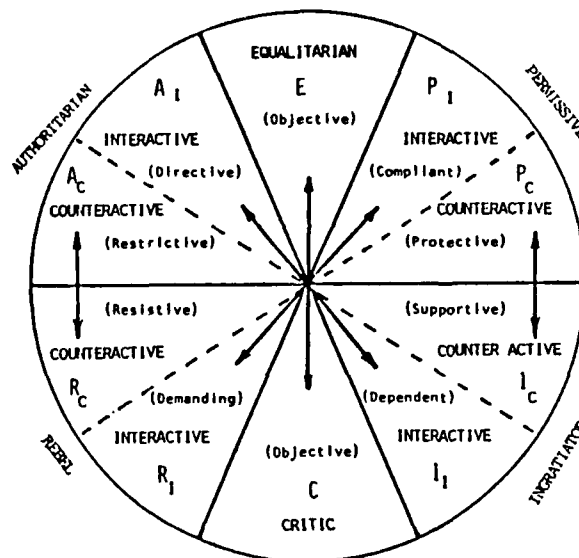 EQUALITARIAN
E
(Objective)
AUTHORITARIAN
A I
INTERACTIVE
(Directive)
A C
COUNTERACTIVE
(Restrictive)
PERMISSIVE
P I
INTERACTIVE
(Compliant)
P C
COUNTERACTIVE
(Protective)
(Resistive)
COUNTERACTIVE
R C
(Demanding)
INTERACTIVE
R I
REBEL
(Objective)
C
CRITIC
(Supportive)
COUNTER ACTIVE
I C
(Dependent)
INTERACTIVE
I I
INGRATIATOR